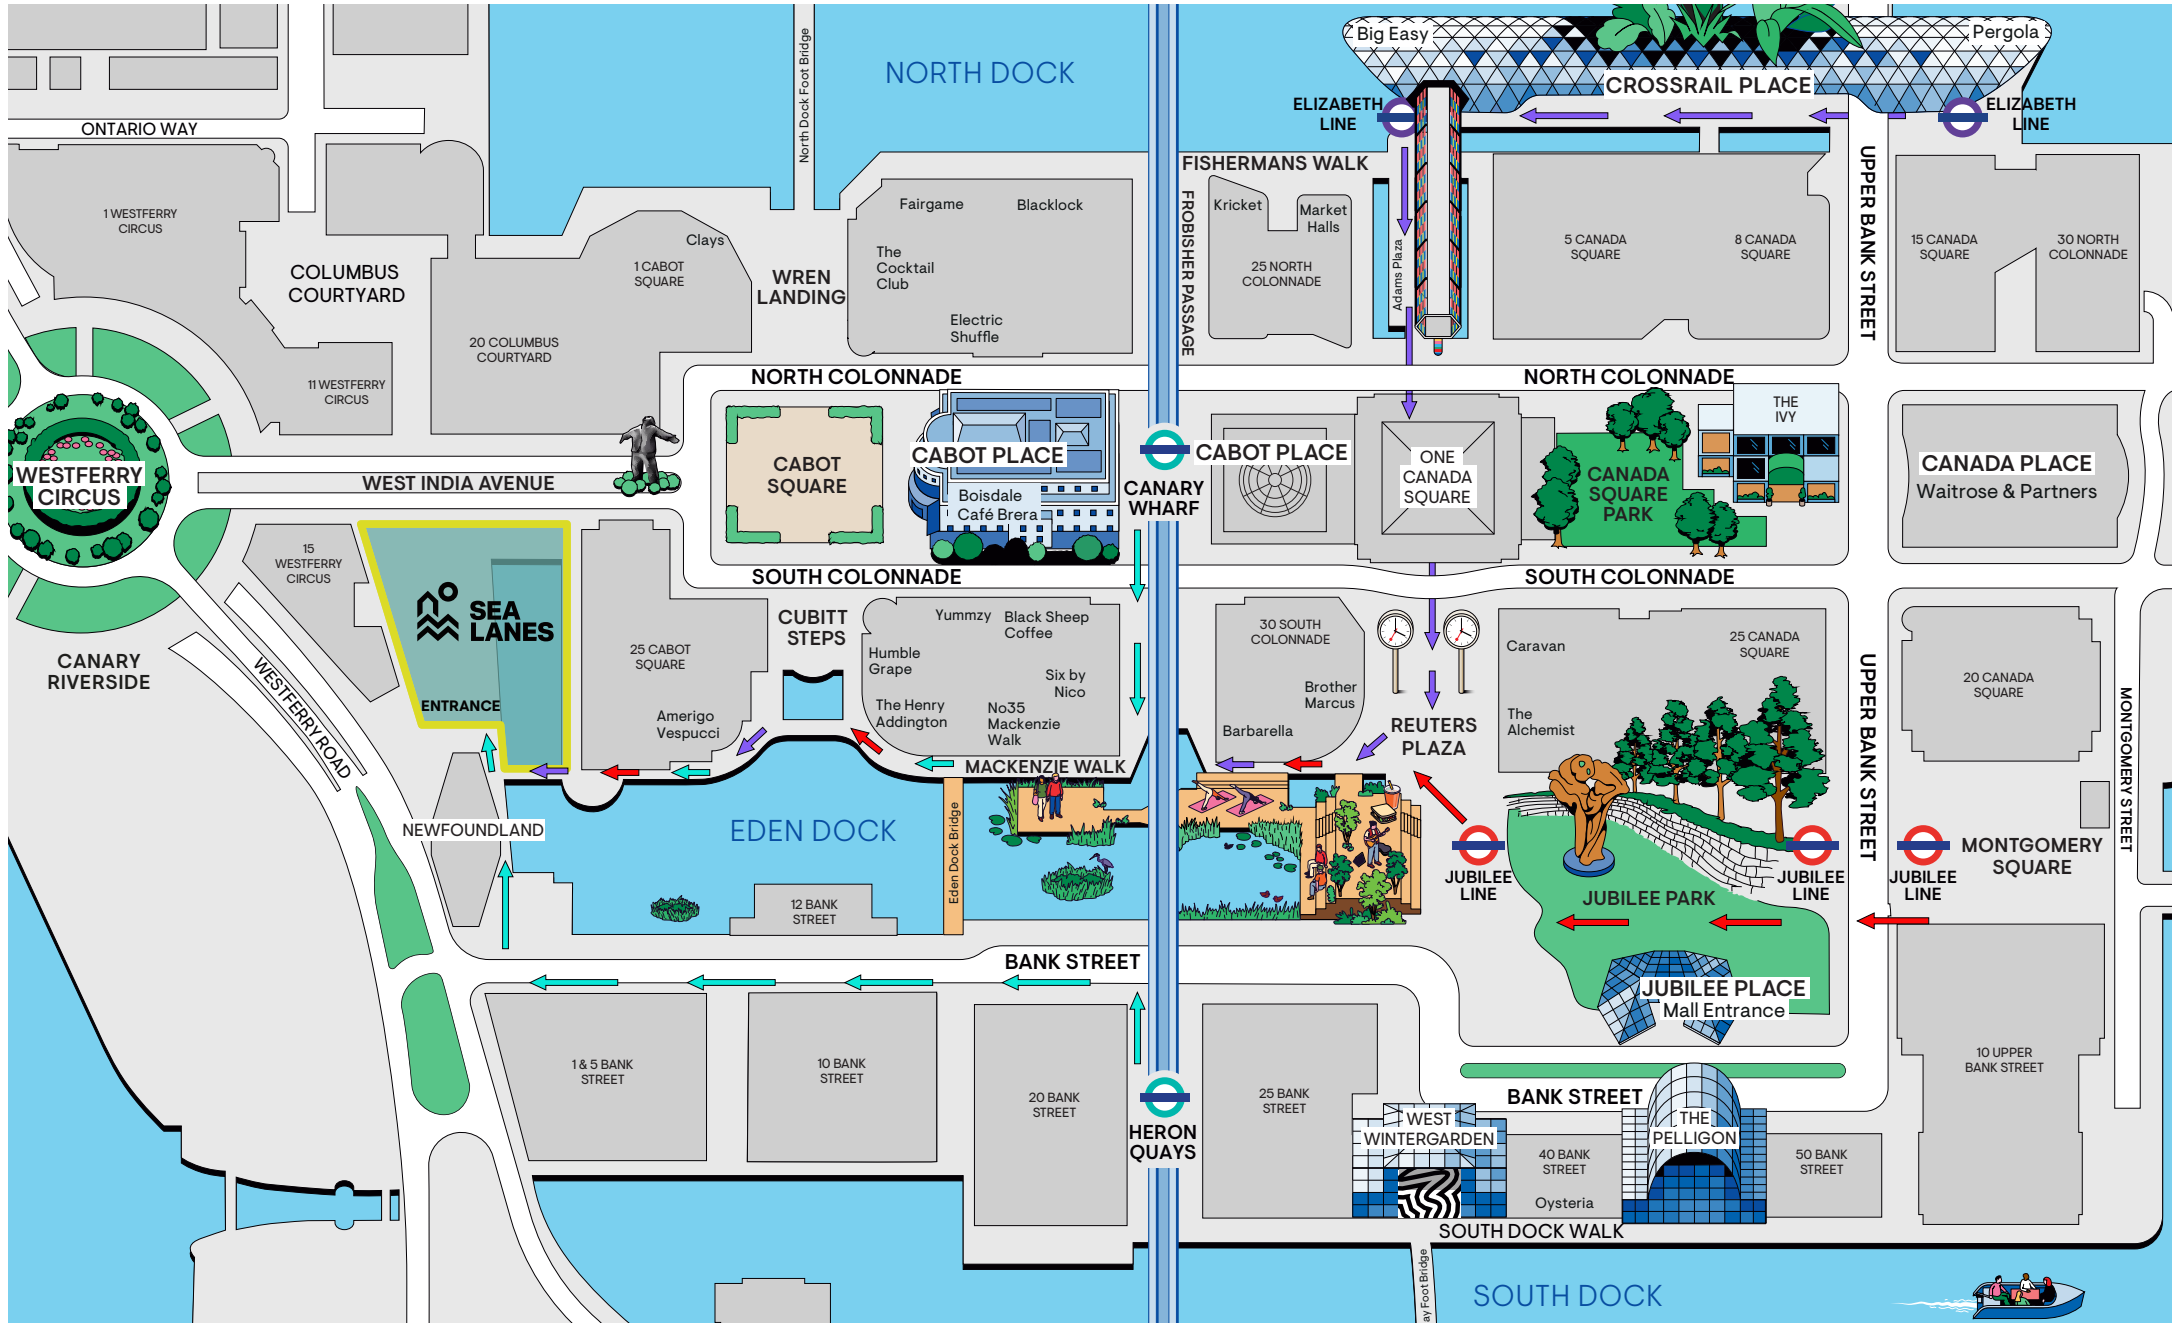 Big Easy
Pergola
CROSSRAIL PLACE
NORTH DOCK
North Dock Foot Bridge
ELIZABETH
LINE
ELIZABETH
LINE
ONTARIO WAY
FISHERMANS WALK
1 WESTFERRY
CIRCUS
COLUMBUS
COURTYARD
Clays
1 CABOT
SQUARE
20 COLUMBUS
COURTYARD
11 WESTFERRY
CIRCUS
WREN
LANDING
Fairgame
Blacklock
The
Cocktail
Club
Electric
Shuffle
FROBISHER PASSAGE
Kricket
Market
Halls
25 NORTH
COLONNADE
Adams Plaza
5 CANADA
SQUARE
8 CANADA
SQUARE
UPPER BANK STREET
15 CANADA
SQUARE
30 NORTH
COLONNADE
NORTH COLONNADE
NORTH COLONNADE
WESTFERRY
CIRCUS
WEST INDIA AVENUE
CABOT
SQUARE
CABOT PLACE
Boisdale
Café Brera
CANARY
WHARF
CABOT PLACE
ONE
CANADA
SQUARE
CANADA
SQUARE
PARK
THE
IVY
CANADA PLACE
Waitrose & Partners
SOUTH COLONNADE
SOUTH COLONNADE
15
WESTFERRY
CIRCUS
SEA
LANES
ENTRANCE
CANARY
RIVERSIDE
WESTFERRY ROAD
25 CABOT
SQUARE
Amerigo
Vespucci
CUBITT
STEPS
Yummzy
Black Sheep
Coffee
Humble
Grape
Six by
Nico
The Henry
Addington
No35
Mackenzie
Walk
MACKENZIE WALK
30 SOUTH
COLONNADE
Brother
Marcus
Barbarella
REUTERS
PLAZA
Caravan
25 CANADA
SQUARE
The
Alchemist
UPPER BANK STREET
20 CANADA
SQUARE
MONTGOMERY STREET
NEWFOUNDLAND
EDEN DOCK
Eden Dock Bridge
12 BANK
STREET
JUBILEE
LINE
JUBILEE PARK
JUBILEE
LINE
JUBILEE
LINE
MONTGOMERY
SQUARE
BANK STREET
JUBILEE PLACE
Mall Entrance
1 & 5 BANK
STREET
10 BANK
STREET
20 BANK
STREET
HERON
QUAYS
25 BANK
STREET
BANK STREET
WEST
WINTERGARDEN
40 BANK
STREET
Oysteria
THE
PELLIGON
50 BANK
STREET
10 UPPER
BANK STREET
SOUTH DOCK WALK
ay Foot Bridge
SOUTH DOCK